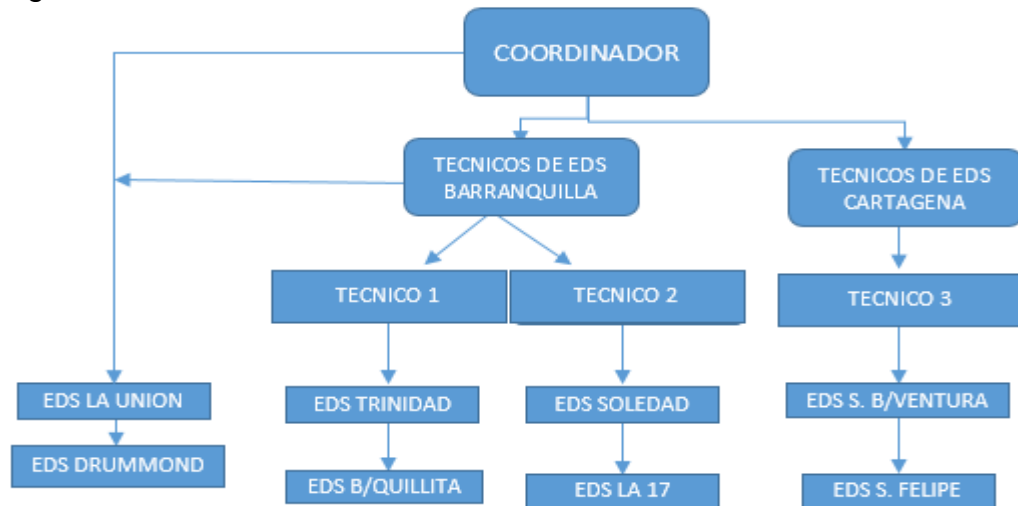 COORDINADOR
TECNICOS DE EDS
BARRANQUILLA
TECNICOS DE EDS
CARTAGENA
TECNICO 1
TECNICO 2
TECNICO 3
EDS LA UNION
EDS TRINIDAD
EDS SOLEDAD
EDS S. B/VENTURA
EDS DRUMMOND
EDS B/QUILLITA
EDS LA 17
EDS S. FELIPE